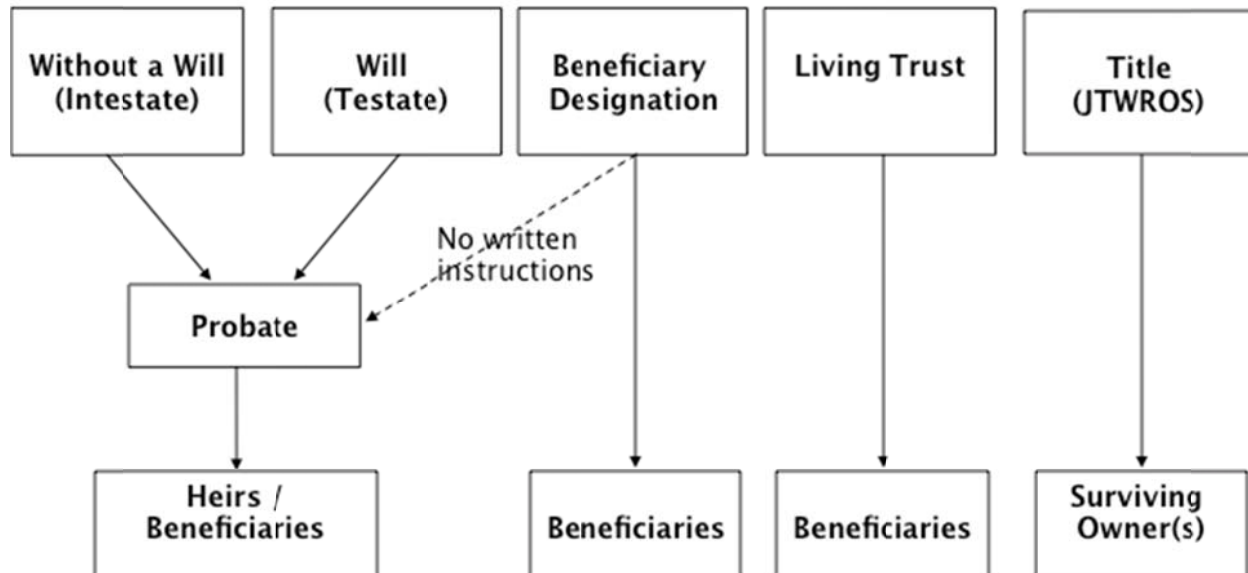 Without a Will
(Intestate)
Will
(Testate)
Beneficiary
Designation
Living Trust
Title
(JTWROS)
No written
instructions
Probate
Heirs /
Beneficiaries
Beneficiaries
Beneficiaries
Surviving
Owner(s)